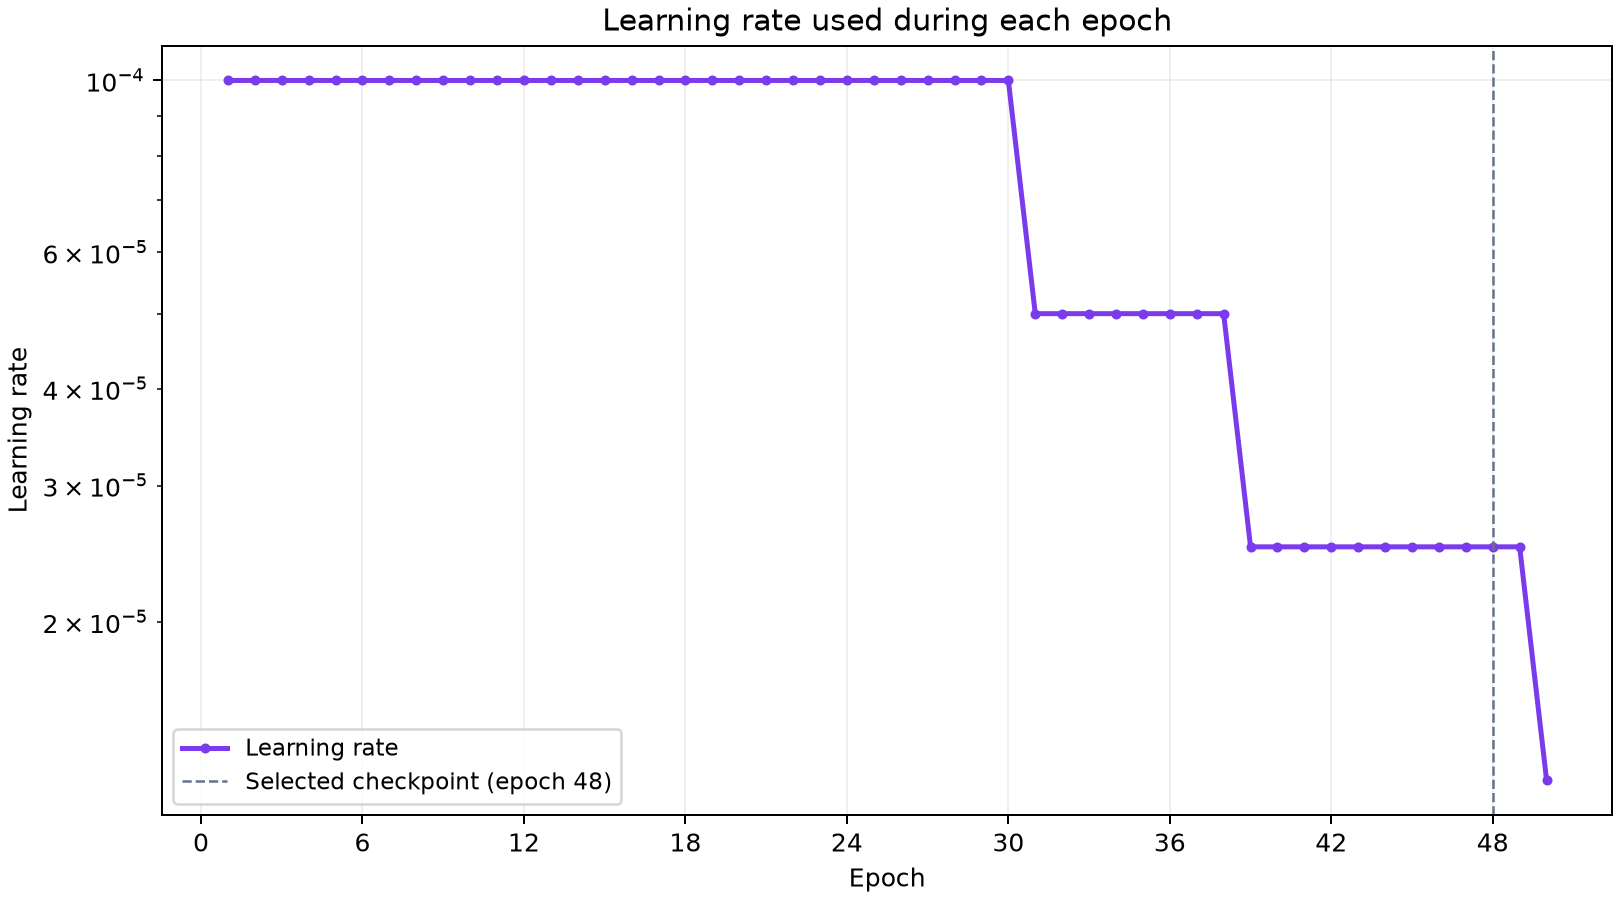 Learning rate used during each epoch
10⁻⁴
6 × 10⁻⁵
4 × 10⁻⁵
3 × 10⁻⁵
2 × 10⁻⁵
Learning rate
Learning rate
Selected checkpoint (epoch 48)
0 6 12 18 24 30 36 42 48
Epoch